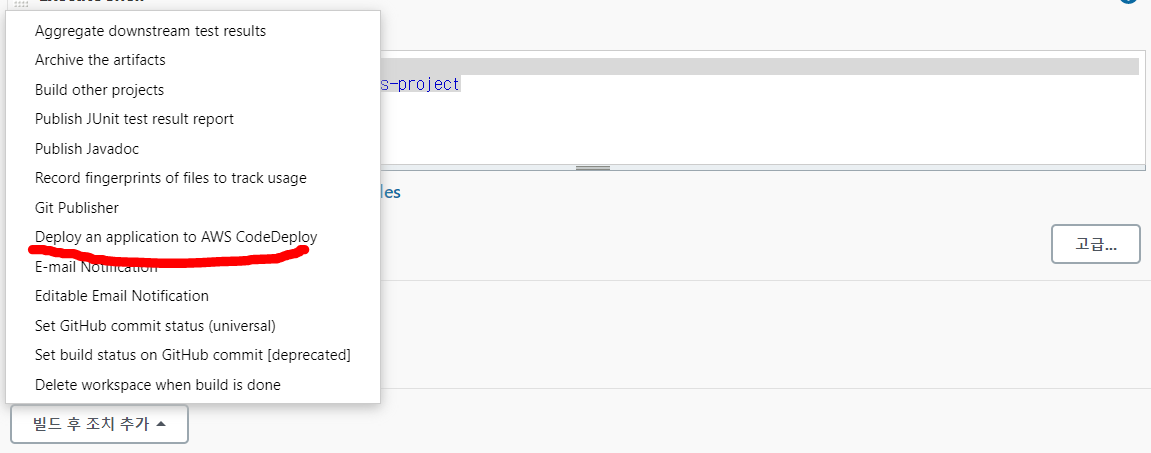 Aggregate downstream test results
Archive the artifacts
Build other projects
s-project
Publish JUnit test result report
Publish Javadoc
Record fingerprints of files to track usage
les
Git Publisher
Deploy an application to AWS CodeDeploy
고급...
E-mail Notification
Editable Email Notification
Set GitHub commit status (universal)
Set build status on GitHub commit [deprecated]
Delete workspace when build is done
빌드 후 조치 추가